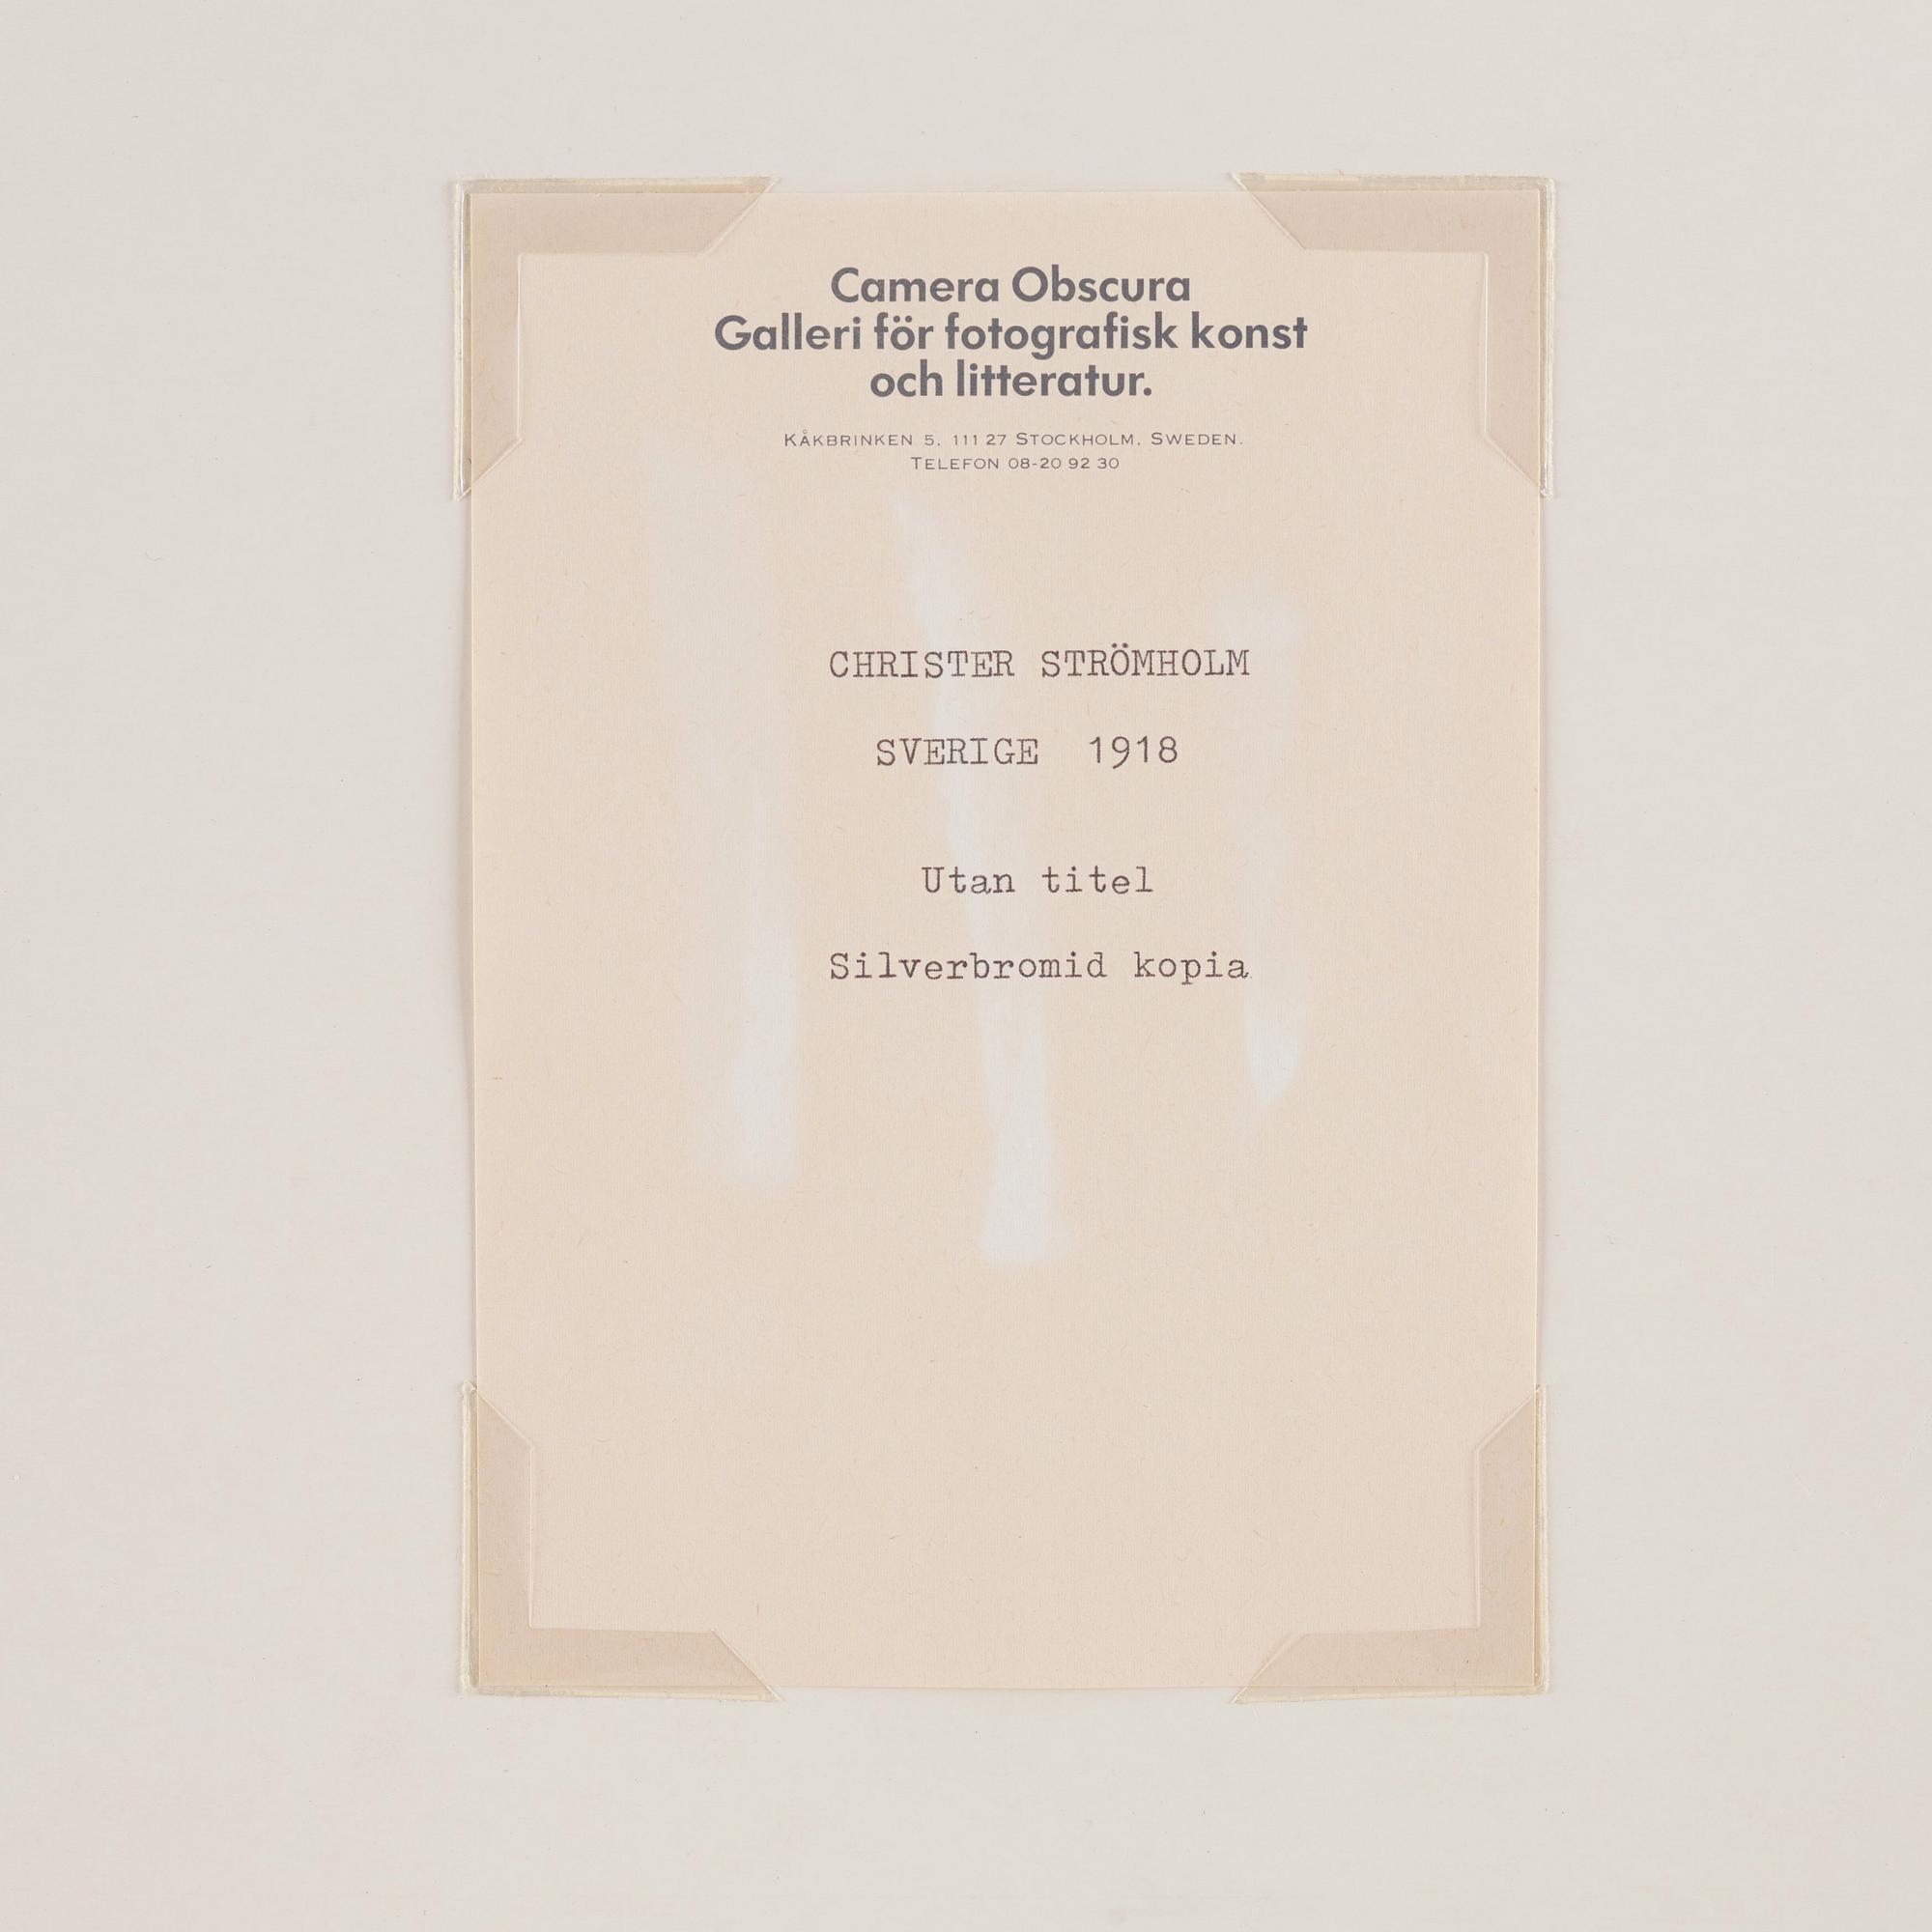 Camera Obscura
Galleri för fotografisk konst
och litteratur.
KÅKBRINKEN 5, 111 27 STOCKHOLM, SWEDEN.
TELEFON 08-20 92 30
CHRISTER STRÖMHOLM
SVERIGE 1918
Utan titel
Silverbromid kopia